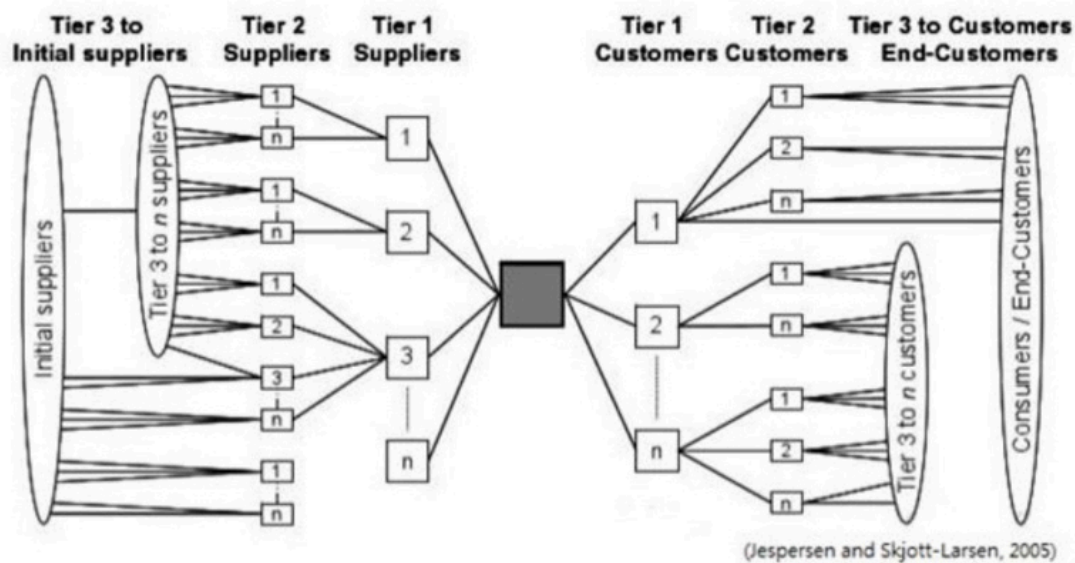 Tier 3 to Initial suppliers
Tier 2 Suppliers
Tier 1 Suppliers
Tier 1 Customers
Tier 2 Customers
Tier 3 to Customers End-Customers
Initial suppliers
Tier 3 to n suppliers
1
n
1
n
1
2
3
n
1
n
1
2
3
n
1
2
n
1
2
n
1
n
1
2
n
Tier 3 to n customers
Consumers / End-Customers
(Jespersen and Skjott-Larsen, 2005)